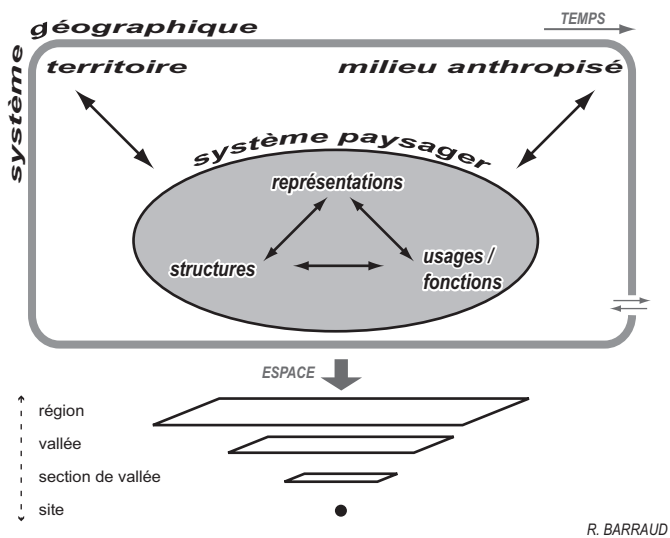 TEMPS
système
géographique
territoire
milieu anthropisé
système paysager
représentations
structures
usages /
fonctions
ESPACE
région
vallée
section de vallée
site
R. BARRAUD